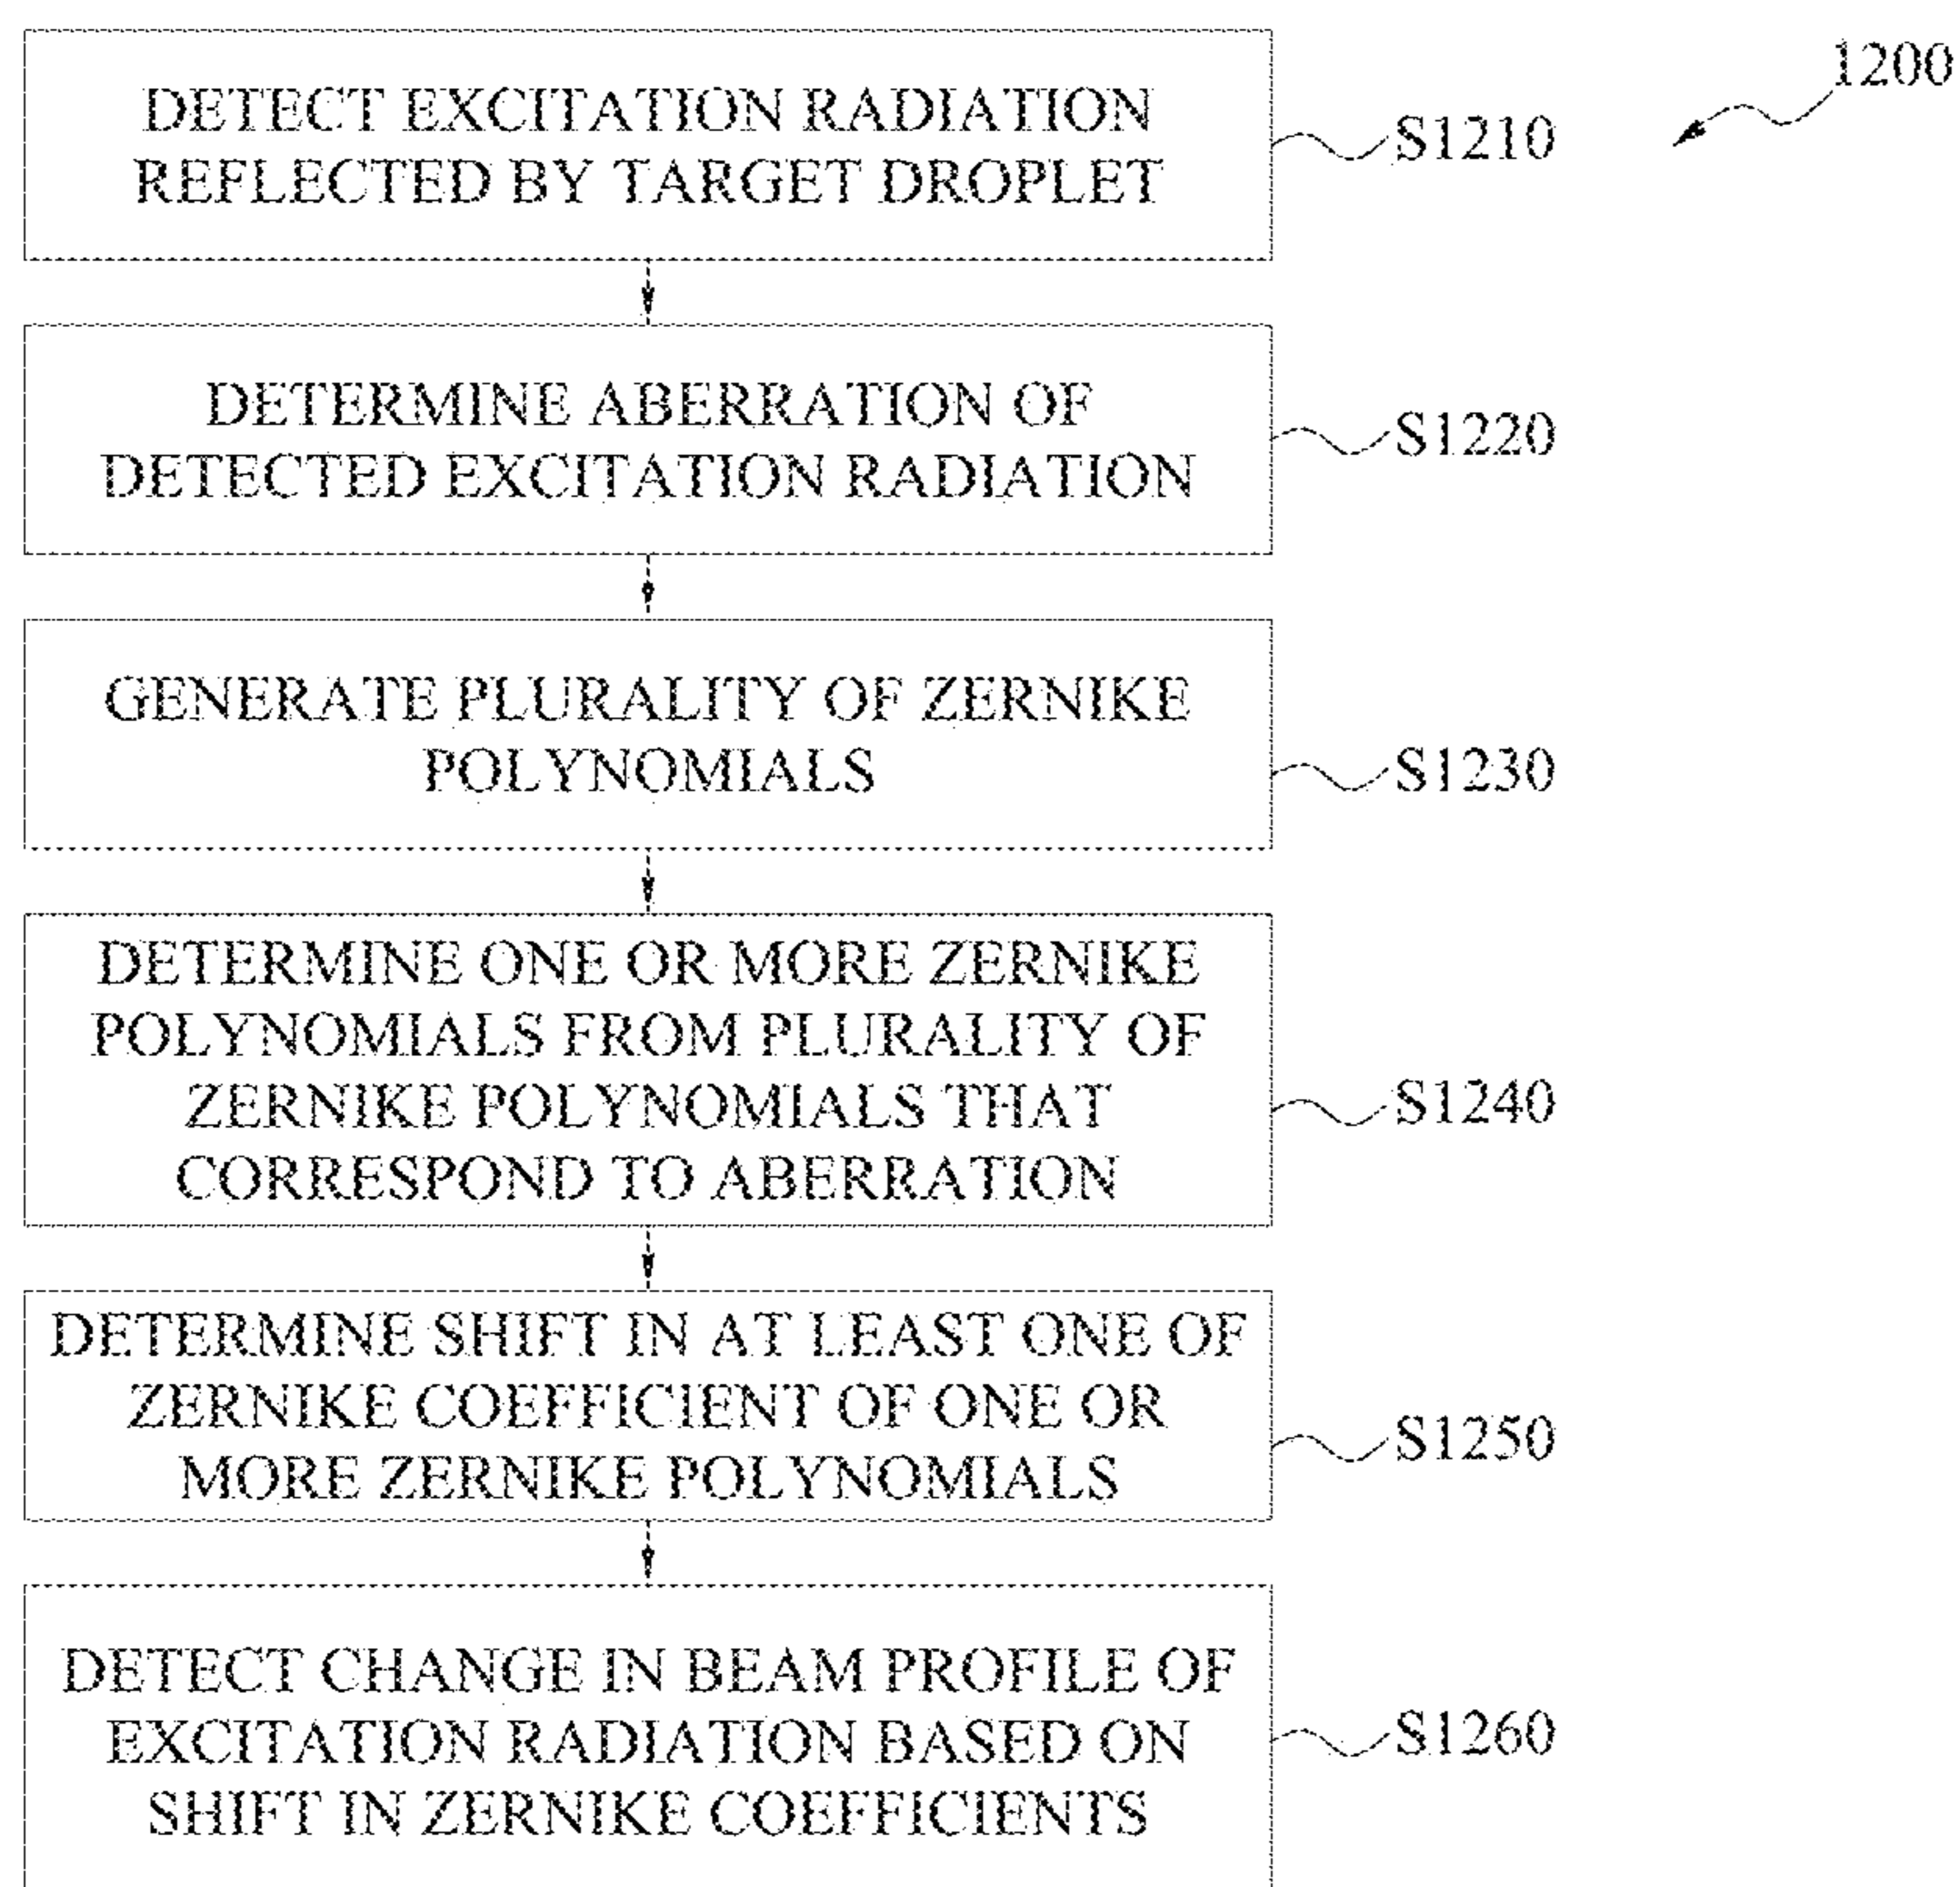 1200
DETECT EXCITATION RADIATION
REFLECTED BY TARGET DROPLET
S1210
DETERMINE ABERRATION OF
DETECTED EXCITATION RADIATION
S1220
GENERATE PLURALITY OF ZERNIKE
POLYNOMIALS
S1230
DETERMINE ONE OR MORE ZERNIKE
POLYNOMIALS FROM PLURALITY OF
ZERNIKE POLYNOMIALS THAT
CORRESPOND TO ABERRATION
S1240
DETERMINE SHIFT IN AT LEAST ONE OF
ZERNIKE COEFFICIENT OF ONE OR
MORE ZERNIKE POLYNOMIALS
S1250
DETECT CHANGE IN BEAM PROFILE OF
EXCITATION RADIATION BASED ON
SHIFT IN ZERNIKE COEFFICIENTS
S1260